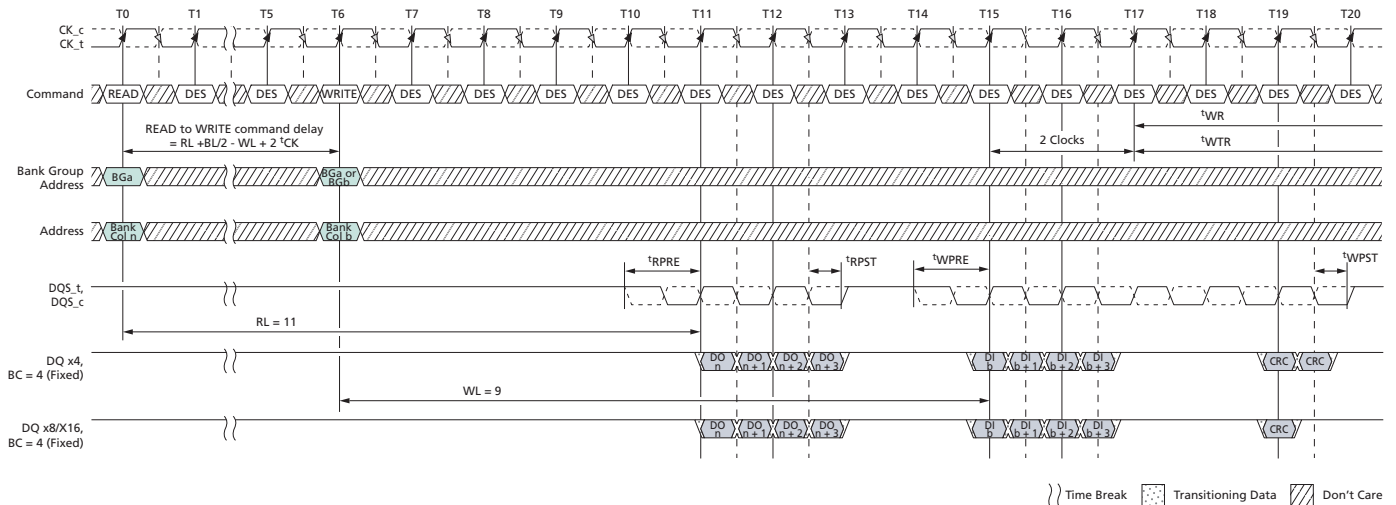 T0 T1 T5 T6 T7 T8 T9 T10 T11 T12 T13 T14 T15 T16 T17 T18 T19 T20
CK_c
CK_t
Command READ DES DES WRITE DES DES DES DES DES DES DES DES DES DES DES DES DES DES
READ to WRITE command delay
= RL +BL/2 - WL + 2 tCK
tWR
2 Clocks
tWTR
Bank Group
Address
BGa
BGa or
BGb
Address
Bank
Col n
Bank
Col b
tRPRE tRPST tWPRE tWPST
DQS_t,
DQS_c
RL = 11
DQ x4,
BC = 4 (Fixed)
DO
n
DO
n + 1
DO
n + 2
DO
n + 3
DI
b
DI
b + 1
DI
b + 2
DI
b + 3
CRC CRC
WL = 9
DQ x8/X16,
BC = 4 (Fixed)
DO
n
DO
n + 1
DO
n + 2
DO
n + 3
DI
b
DI
b + 1
DI
b + 2
DI
b + 3
CRC
Time Break Transitioning Data Don't Care